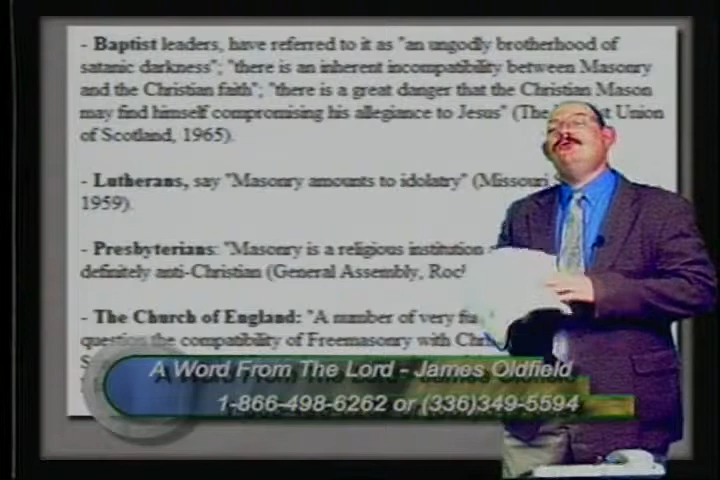 - Baptist leaders, have referred to it as "an ungodly brotherhood of
satanic darkness"; "there is an inherent incompatibility between Masonry
and the Christian faith"; "there is a great danger that the Christian Mason
may find himself compromising his allegiance to Jesus" (The Union
of Scotland, 1965).
- Lutherans, say "Masonry amounts to idolatry" (Missouri
1959).
- Presbyterians: "Masonry is a religious institution
definitely anti-Christian (General Assembly,
- The Church of England: "A number of very
question the compatibility of Freemasonry with
A Word From The Lord - James Oldfield
1-866-498-6262 or (336)349-5594